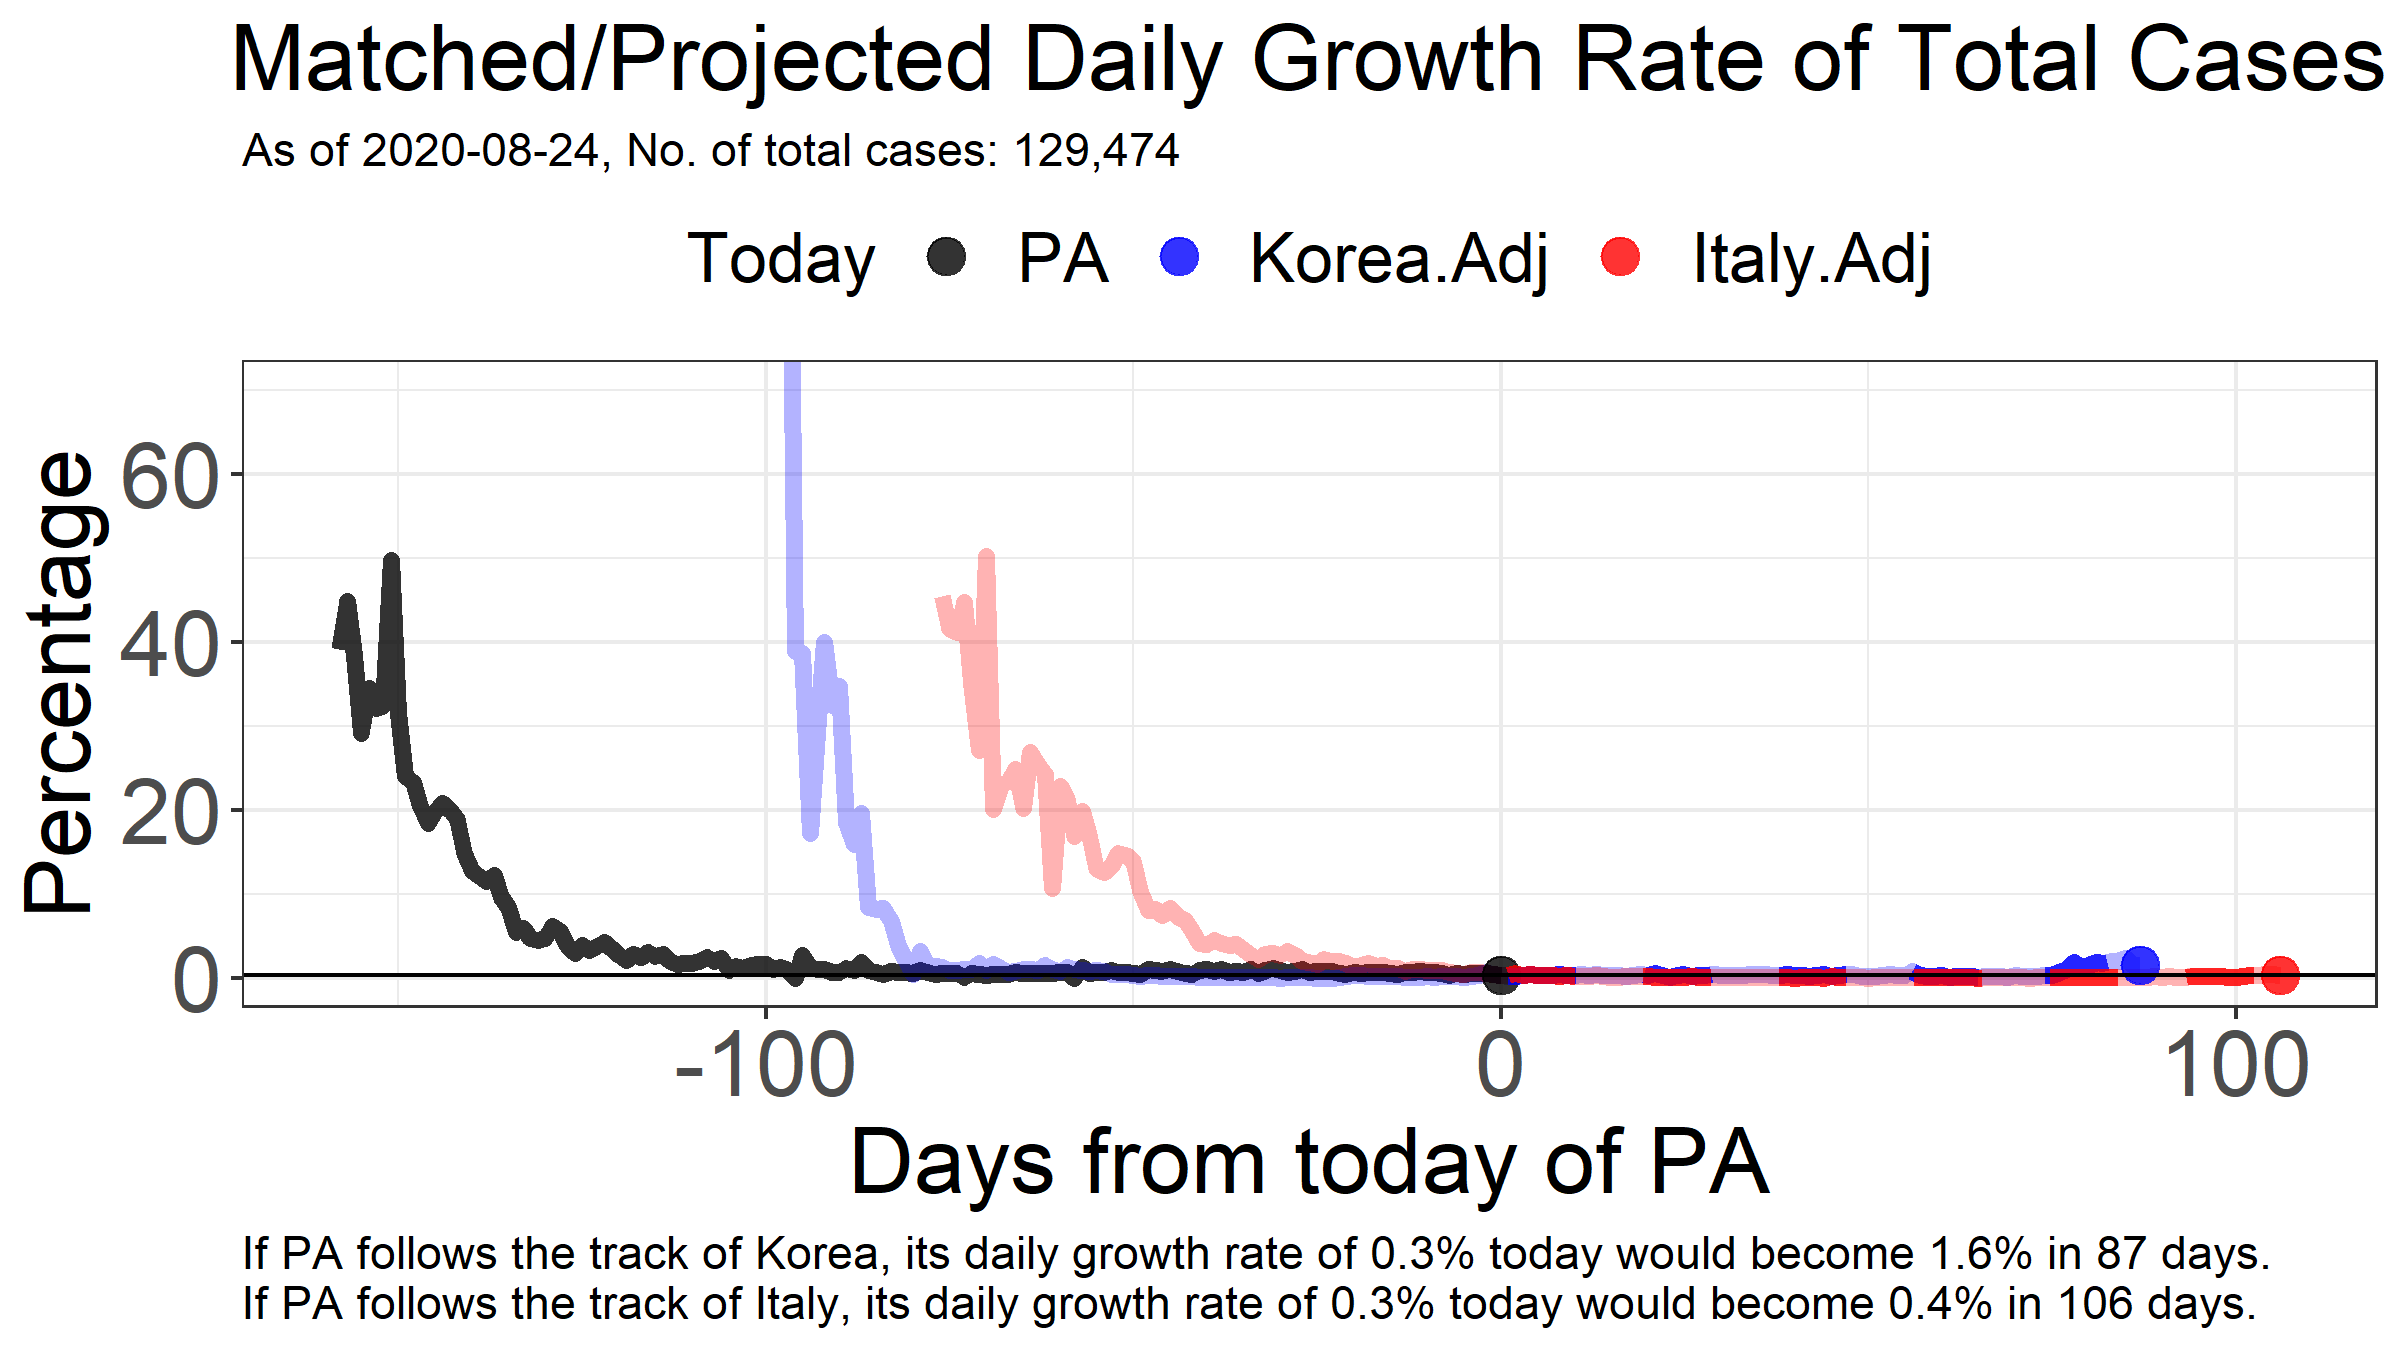 Matched/Projected Daily Growth Rate of Total Cases
As of 2020-08-24, No. of total cases: 129,474
Today PA Korea.Adj Italy.Adj
Percentage
60
40
20
0
-100 0 100
Days from today of PA
If PA follows the track of Korea, its daily growth rate of 0.3% today would become 1.6% in 87 days.
If PA follows the track of Italy, its daily growth rate of 0.3% today would become 0.4% in 106 days.